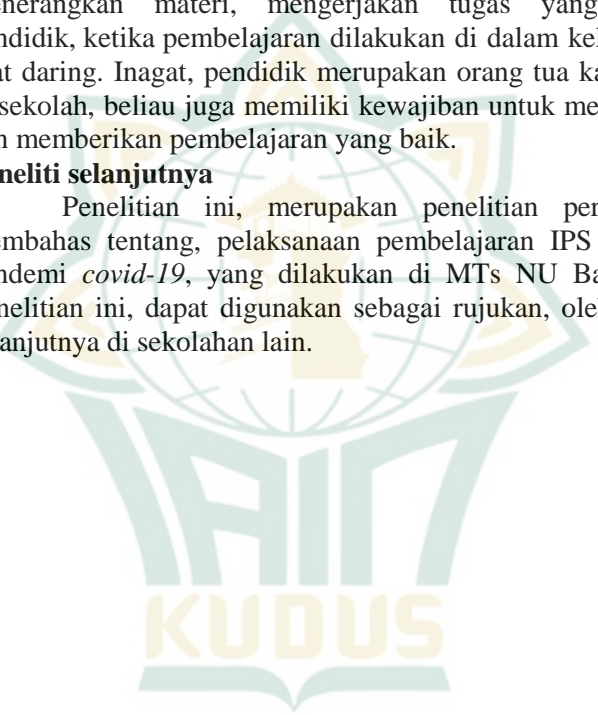 menerangkan materi, mengerjakan tugas yang
ndidik, ketika pembelajaran dilakukan di dalam kel
at daring. Inagat, pendidik merupakan orang tua ka
sekolah, beliau juga memiliki kewajiban untuk me
n memberikan pembelajaran yang baik.
neliti selanjutnya
Penelitian ini, merupakan penelitian per
embahas tentang, pelaksanaan pembelajaran IPS
ndemi covid-19, yang dilakukan di MTs NU Ba
nelitian ini, dapat digunakan sebagai rujukan, oleh
anjutnya di sekolahan lain.
IAIN
KUDUS